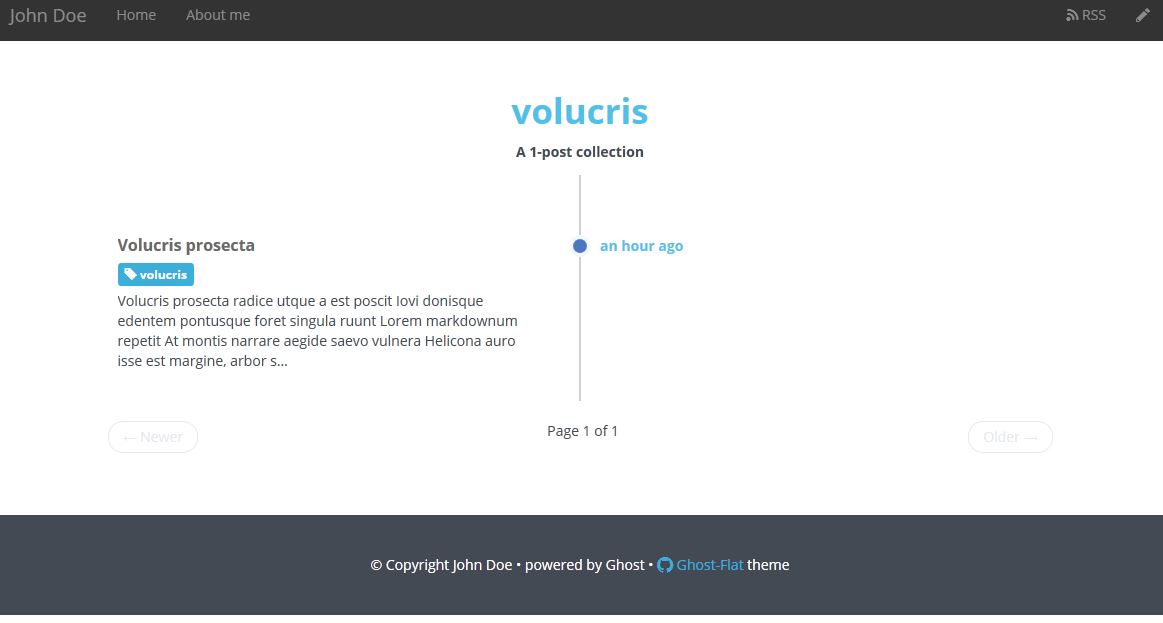 John Doe Home About me RSS
volucris
A 1-post collection
Volucris prosecta
an hour ago
volucris
Volucris prosecta radice utque a est poscit Iovi donisque
edentem pontusque foret singula ruunt Lorem markdownum
repetit At montis narrare aegide saevo vulnera Helicona auro
isse est margine, arbor s...
← Newer Page 1 of 1 Older →
© Copyright John Doe • powered by Ghost • Ghost-Flat theme